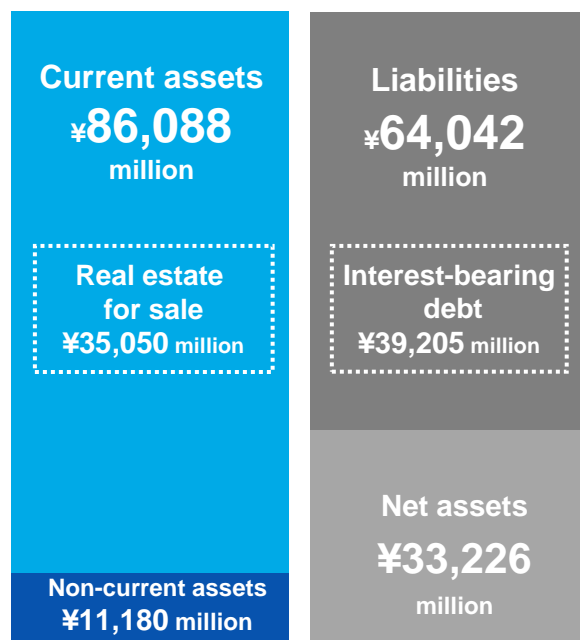 Current assets
¥86,088
million
Real estate
for sale
¥35,050 million
Non-current assets
¥11,180 million
Liabilities
¥64,042
million
Interest-bearing
debt
¥39,205 million
Net assets
¥33,226
million